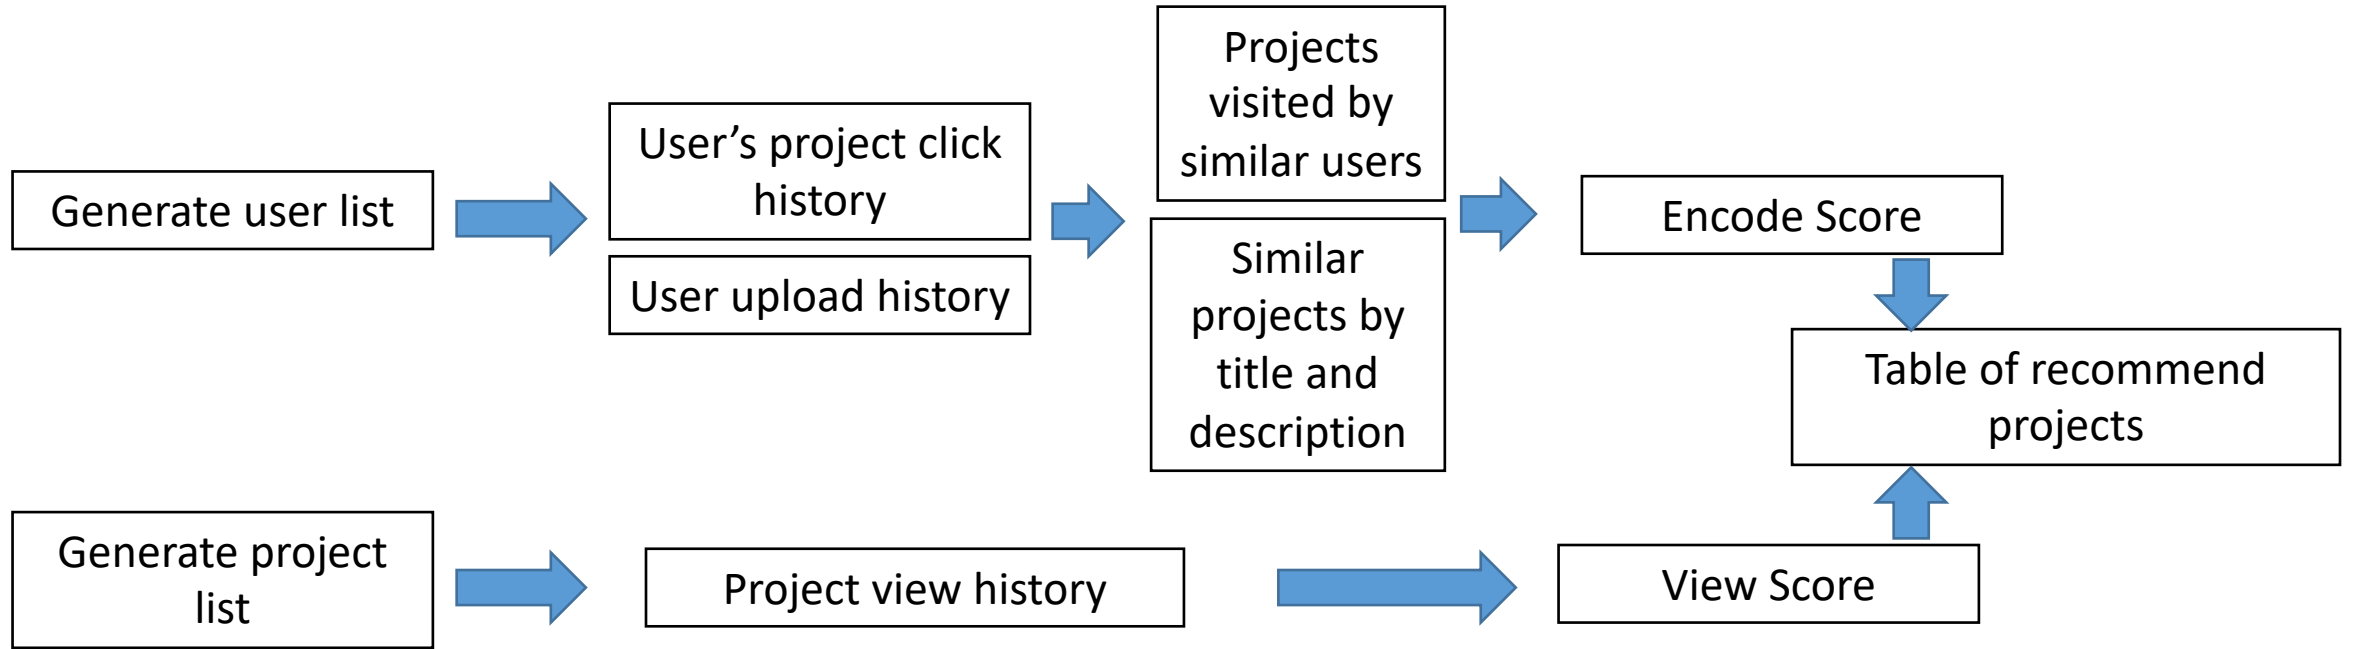 Projects
visited by
similar users
User’s project click
history
Generate user list
Encode Score
User upload history
Similar
projects by
title and
description
Table of recommend
projects
Generate project
list
Project view history
View Score